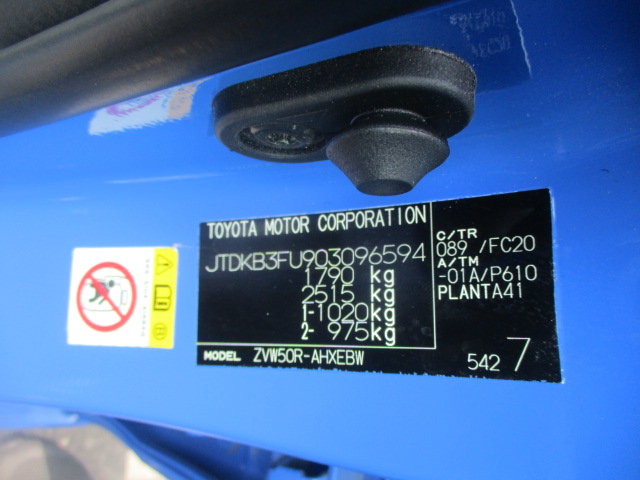 TOYOTA MOTOR CORPORATION
JTDKB3FU903096594
1790 kg
2515 kg
1-1020kg
2- 975kg
MODEL ZVW50R-AHXEBW
C/TR
089 /FC20
A/TM
-01A/P610
PLANTA41
542 7